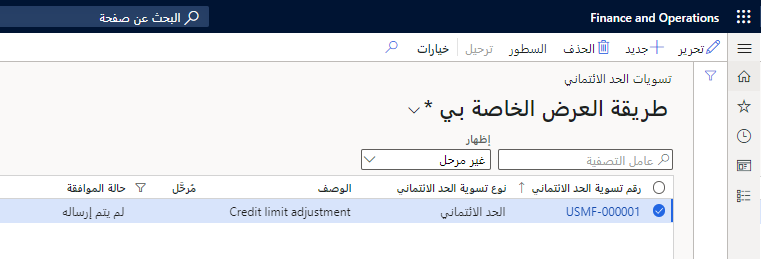 Finance and Operations
البحث عن صفحة
تحرير
جديد
الحذف
السطور
ترحيل
خيارات
تسويات الحد الائتماني
طريقة العرض الخاصة بي *
إظهار
عامل التصفية
غير مرحل
رقم تسوية الحد الائتماني نوع تسوية الحد الائتماني الوصف مُرحَّل حالة الموافقة
USMF-000001 الحد الائتماني Credit limit adjustment لم يتم إرساله